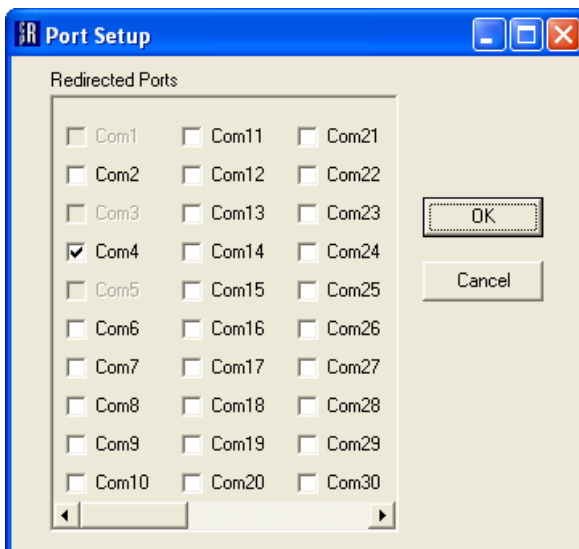 Port Setup
Redirected Ports
Com1 Com11 Com21
Com2 Com12 Com22
Com3 Com13 Com23
Com4 Com14 Com24
Com5 Com15 Com25
Com6 Com16 Com26
Com7 Com17 Com27
Com8 Com18 Com28
Com9 Com19 Com29
Com10 Com20 Com30
OK
Cancel